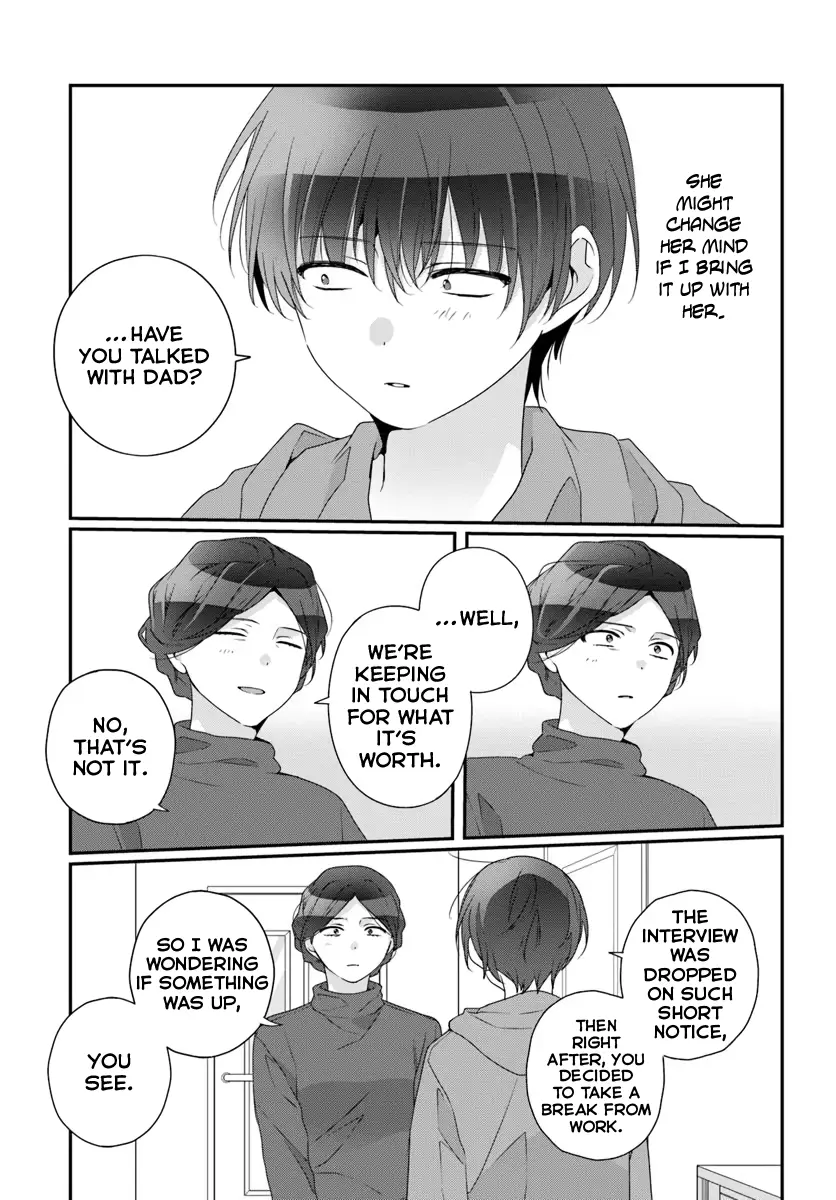 SHE
MIGHT
CHANGE
HER MIND
IF I BRING
IT UP WITH
HER.
...HAVE
YOU TALKED
WITH DAD?
...WELL,
WE'RE
KEEPING
IN TOUCH
FOR WHAT
IT'S
WORTH.
NO,
THAT'S
NOT IT.
THE
INTERVIEW
WAS
DROPPED
ON SUCH
SHORT
NOTICE,
THEN
RIGHT
AFTER, YOU
DECIDED
TO TAKE A
BREAK FROM
WORK.
SO I WAS
WONDERING
IF SOMETHING
WAS UP,
YOU
SEE.